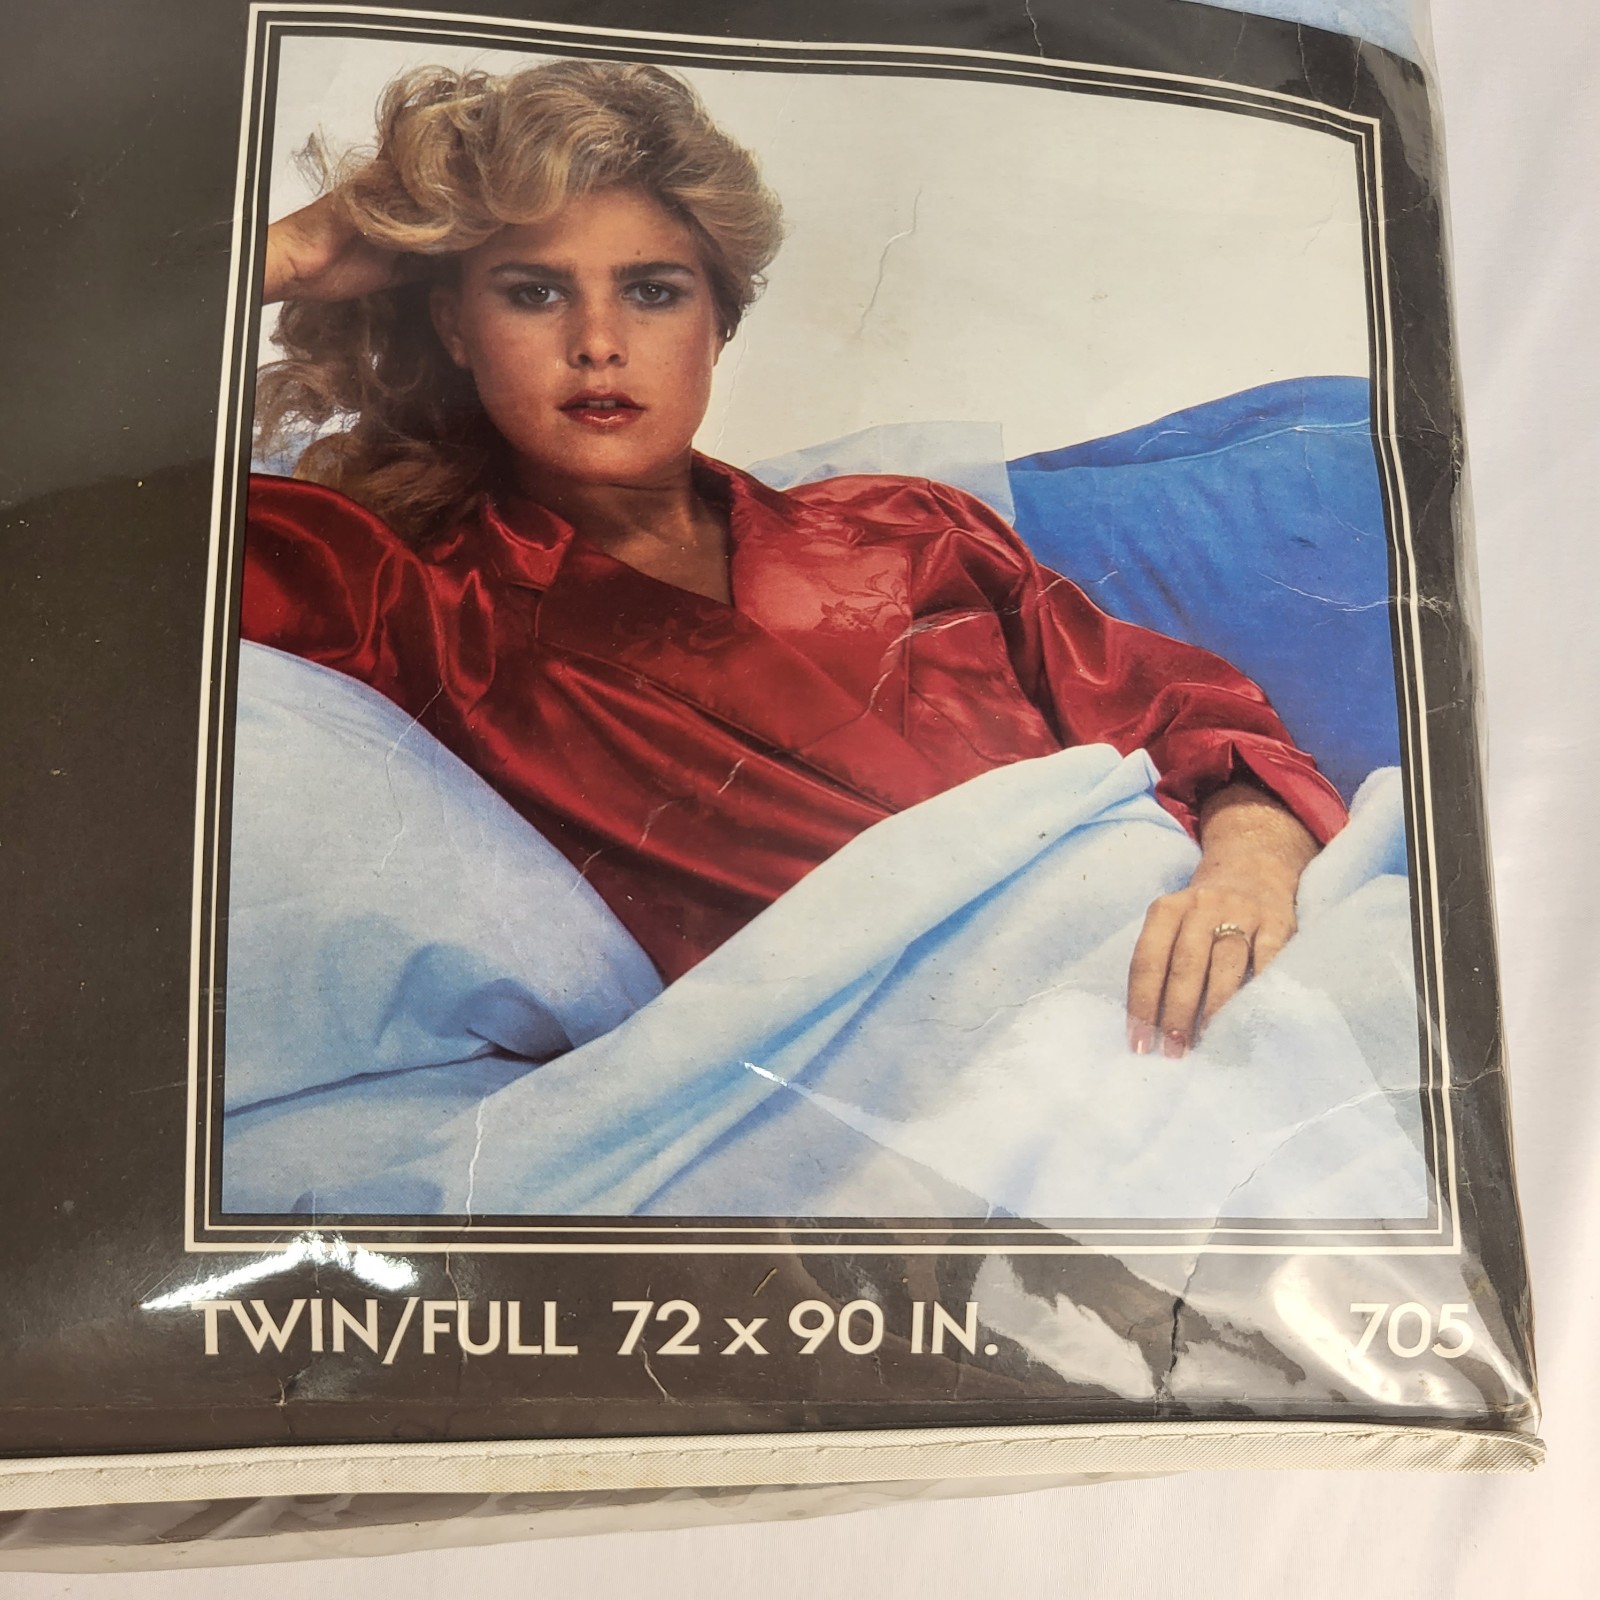 TWIN/FULL 72 x 90 IN. 705